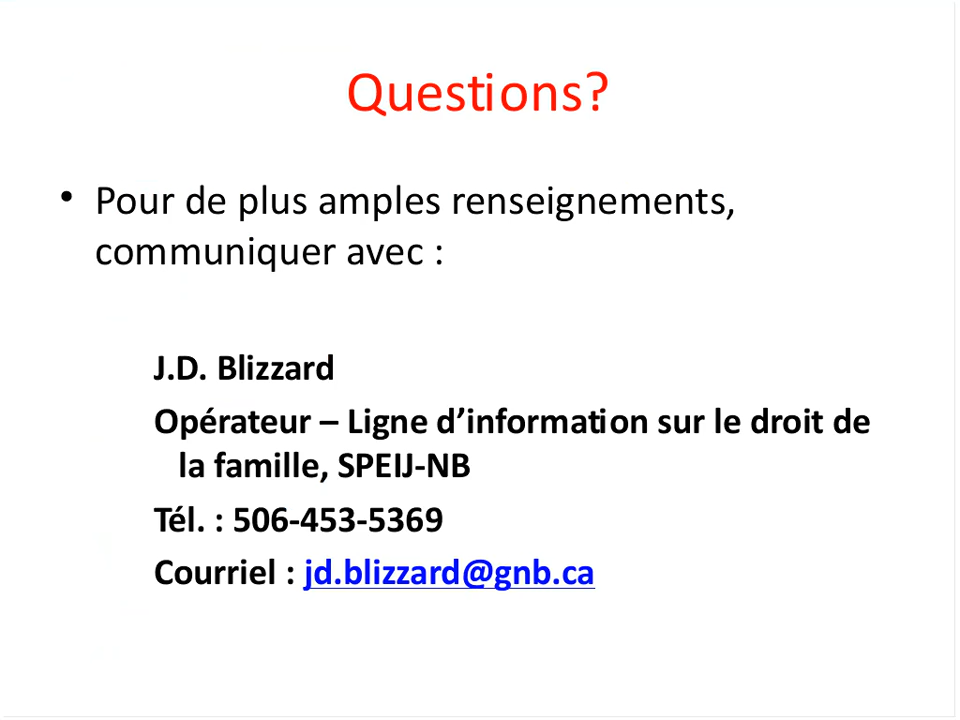 Questions?
• Pour de plus amples renseignements,
communiquer avec :
J.D. Blizzard
Opérateur – Ligne d’information sur le droit de
la famille, SPEIJ-NB
Tél. : 506-453-5369
Courriel : jd.blizzard@gnb.ca